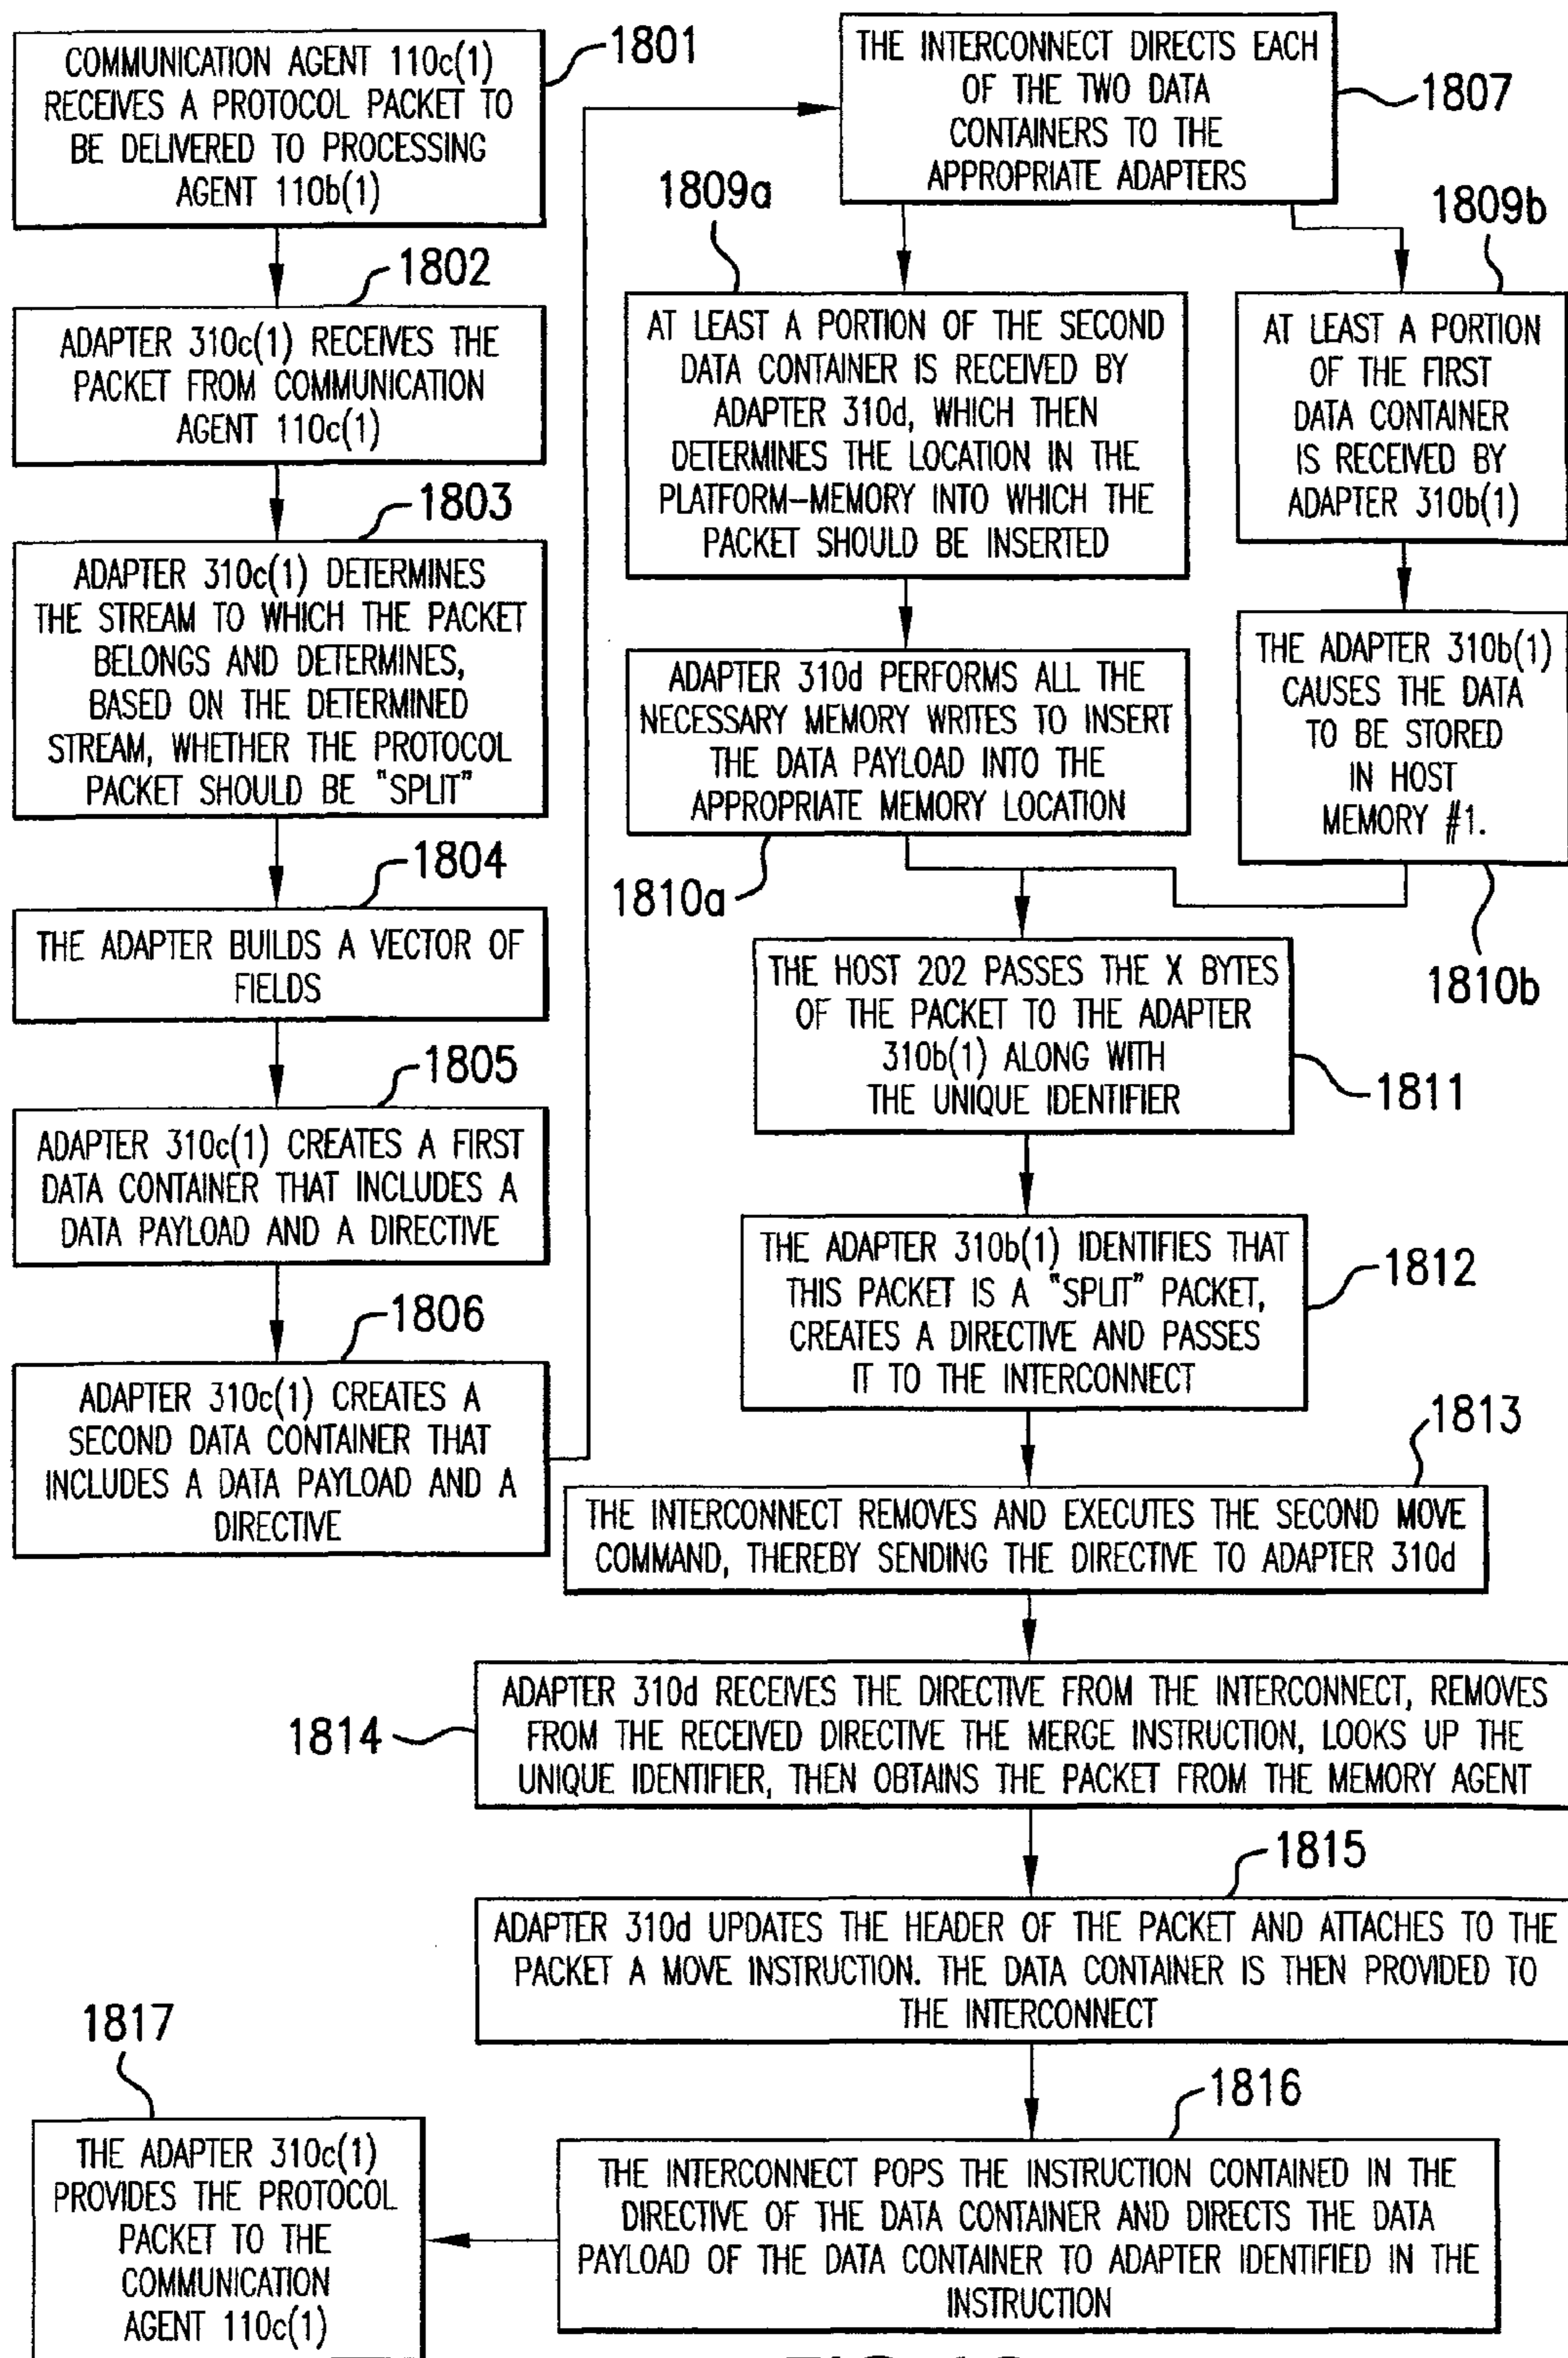 1801
COMMUNICATION AGENT 110c(1)
RECEIVES A PROTOCOL PACKET TO
BE DELIVERED TO PROCESSING
AGENT 110b(1)
1802
ADAPTER 310c(1) RECEIVES THE
PACKET FROM COMMUNICATION
AGENT 110c(1)
1803
ADAPTER 310c(1) DETERMINES
THE STREAM TO WHICH THE PACKET
BELONGS AND DETERMINES,
BASED ON THE DETERMINED
STREAM, WHETHER THE PROTOCOL
PACKET SHOULD BE "SPLIT"
1804
THE ADAPTER BUILDS A VECTOR OF
FIELDS
1805
ADAPTER 310c(1) CREATES A FIRST
DATA CONTAINER THAT INCLUDES A
DATA PAYLOAD AND A DIRECTIVE
1806
ADAPTER 310c(1) CREATES A
SECOND DATA CONTAINER THAT
INCLUDES A DATA PAYLOAD AND A
DIRECTIVE
THE INTERCONNECT DIRECTS EACH
OF THE TWO DATA
CONTAINERS TO THE
APPROPRIATE ADAPTERS
1807
1809a
AT LEAST A PORTION OF THE SECOND
DATA CONTAINER IS RECEIVED BY
ADAPTER 310d, WHICH THEN
DETERMINES THE LOCATION IN THE
PLATFORM-MEMORY INTO WHICH THE
PACKET SHOULD BE INSERTED
1809b
AT LEAST A PORTION
OF THE FIRST
DATA CONTAINER
IS RECEIVED BY
ADAPTER 310b(1)
ADAPTER 310d PERFORMS ALL THE
NECESSARY MEMORY WRITES TO INSERT
THE DATA PAYLOAD INTO THE
APPROPRIATE MEMORY LOCATION
1810a
THE ADAPTER 310b(1)
CAUSES THE DATA
TO BE STORED
IN HOST
MEMORY #1.
1810b
THE HOST 202 PASSES THE X BYTES
OF THE PACKET TO THE ADAPTER
310b(1) ALONG WITH
THE UNIQUE IDENTIFIER
1811
THE ADAPTER 310b(1) IDENTIFIES THAT
THIS PACKET IS A "SPLIT" PACKET,
CREATES A DIRECTIVE AND PASSES
IT TO THE INTERCONNECT
1812
1813
THE INTERCONNECT REMOVES AND EXECUTES THE SECOND MOVE
COMMAND, THEREBY SENDING THE DIRECTIVE TO ADAPTER 310d
1814
ADAPTER 310d RECEIVES THE DIRECTIVE FROM THE INTERCONNECT, REMOVES
FROM THE RECEIVED DIRECTIVE THE MERGE INSTRUCTION, LOOKS UP THE
UNIQUE IDENTIFIER, THEN OBTAINS THE PACKET FROM THE MEMORY AGENT
1815
ADAPTER 310d UPDATES THE HEADER OF THE PACKET AND ATTACHES TO THE
PACKET A MOVE INSTRUCTION. THE DATA CONTAINER IS THEN PROVIDED TO
THE INTERCONNECT
1816
THE INTERCONNECT POPS THE INSTRUCTION CONTAINED IN THE
DIRECTIVE OF THE DATA CONTAINER AND DIRECTS THE DATA
PAYLOAD OF THE DATA CONTAINER TO ADAPTER IDENTIFIED IN THE
INSTRUCTION
1817
THE ADAPTER 310c(1)
PROVIDES THE PROTOCOL
PACKET TO THE
COMMUNICATION
AGENT 110c(1)